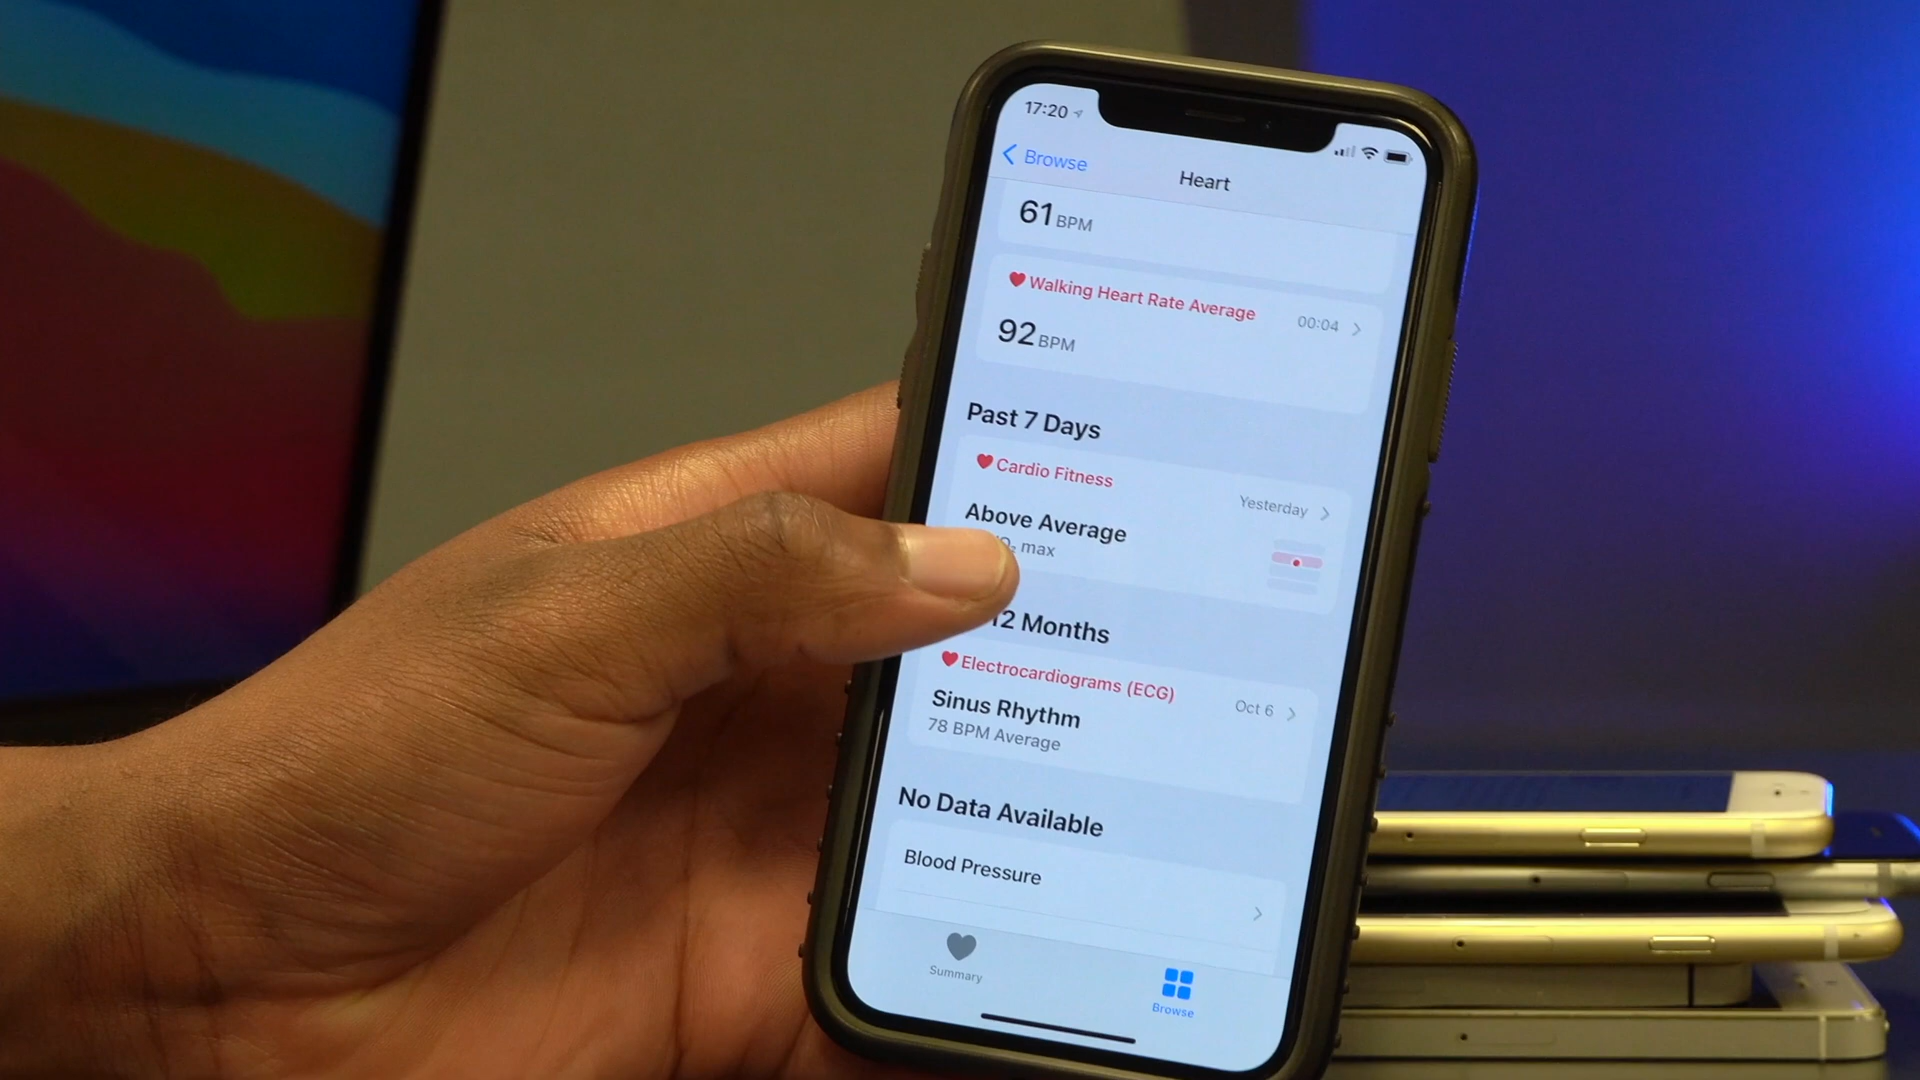 17:20
Browse
Heart
61 BPM
Walking Heart Rate Average 00:04
92 BPM
Past 7 Days
Cardio Fitness Yesterday
Above Average
max
12 Months
Electrocardiograms (ECG) Oct 6
Sinus Rhythm
78 BPM Average
No Data Available
Blood Pressure
Summary
Browse